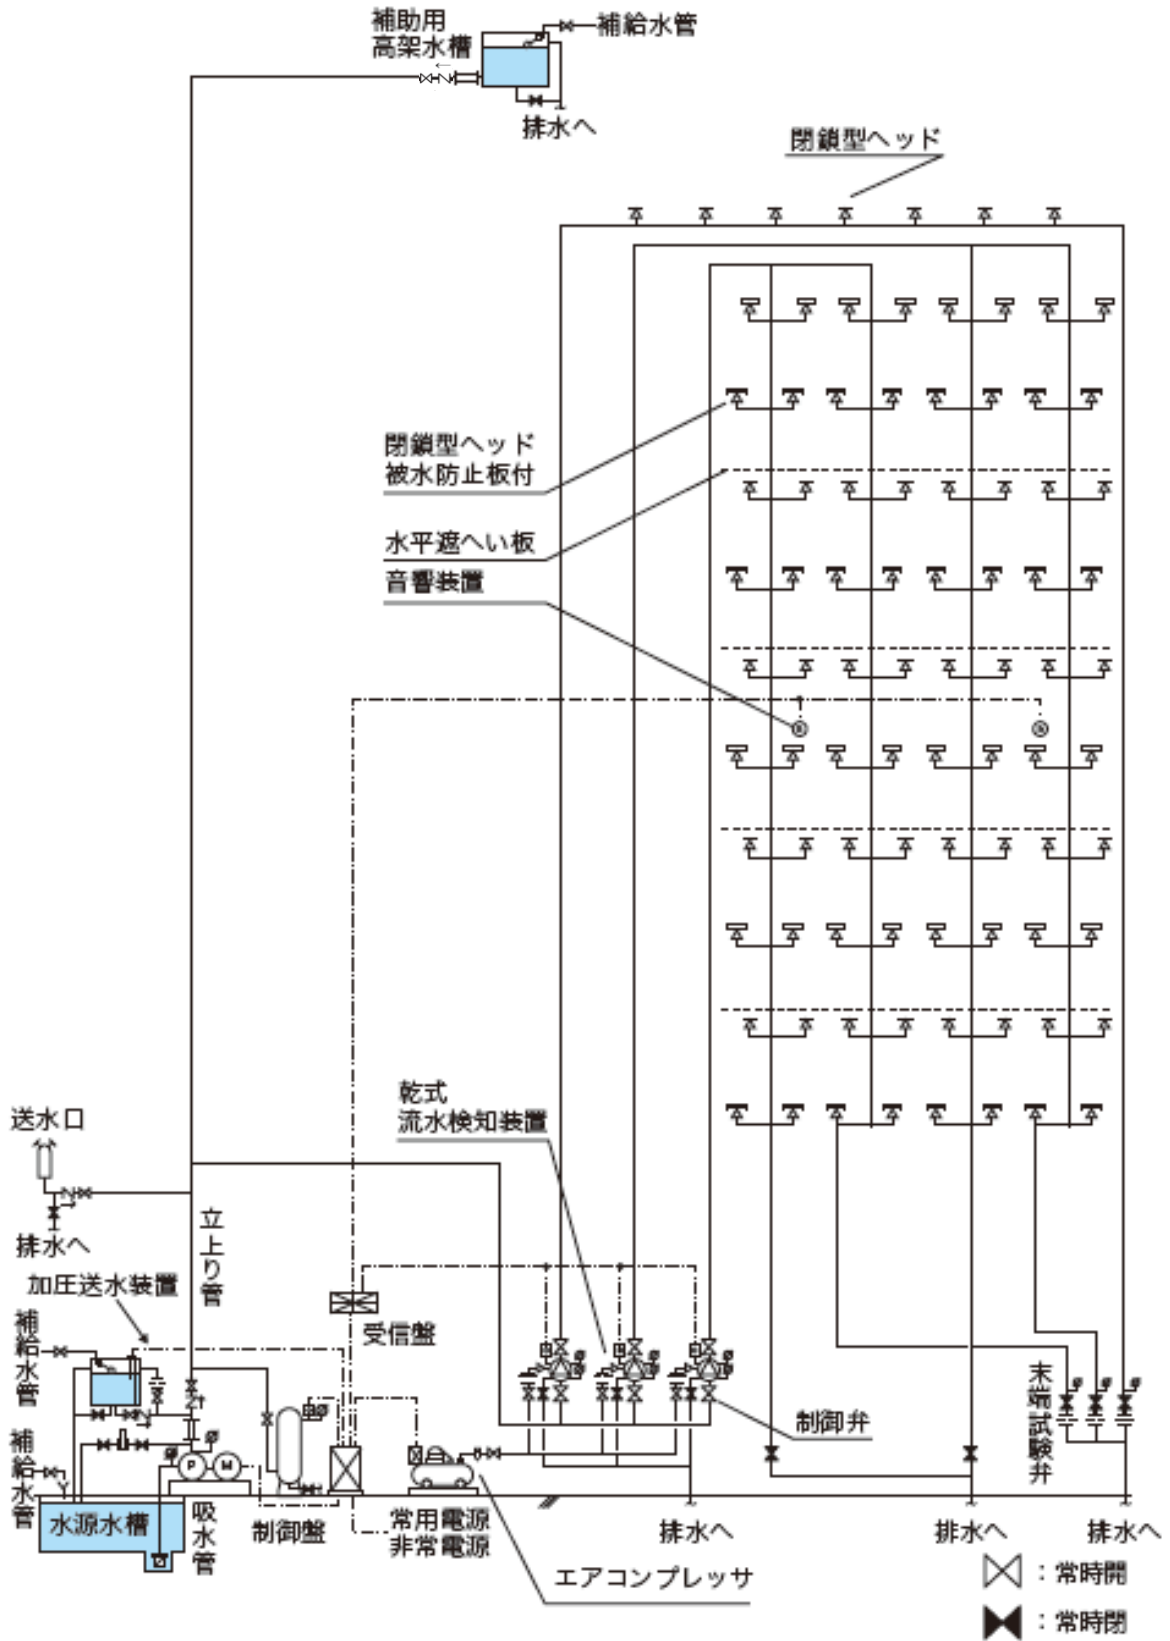 補助用
高架水槽
補給水管
排水へ
閉鎖型ヘッド
閉鎖型ヘッド
被水防止板付
水平遮へい板
音響装置
乾式
流水検知装置
送水口
排水へ
立上り管
加圧送水装置
補給水管
受信盤
制御弁
末端試験弁
補給水管
P
M
水源水槽
吸水管
制御盤
常用電源
非常電源
排水へ
排水へ
排水へ
エアコンプレッサ
：常時開
：常時閉